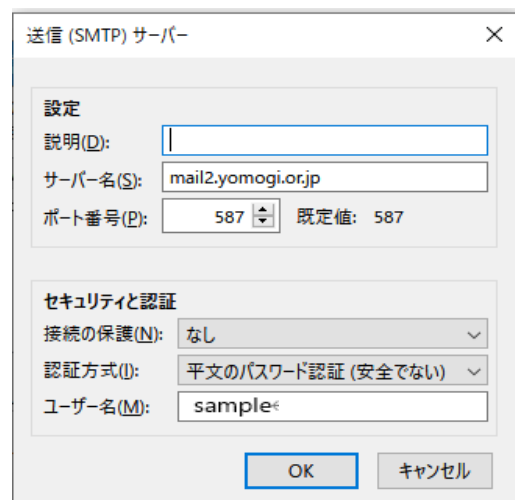 送信 (SMTP) サーバー
設定
説明(D):
サーバー名(S): mail2.yomogi.or.jp
ポート番号(P): 587 既定値: 587
セキュリティと認証
接続の保護(N): なし
認証方式(I): 平文のパスワード認証 (安全でない)
ユーザー名(M): sample
OK キャンセル